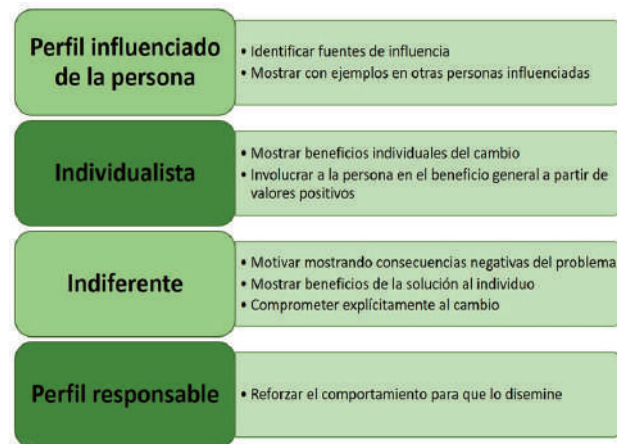 Perfil influenciado
de la persona
• Identificar fuentes de influencia
• Mostrar con ejemplos en otras personas influenciadas
Individualista
• Mostrar beneficios individuales del cambio
• Involucrar a la persona en el beneficio general a partir de
valores positivos
Indiferente
• Motivar mostrando consecuencias negativas del problema
• Mostrar beneficios de la solución al individuo
• Comprometer explícitamente al cambio
Perfil responsable
• Reforzar el comportamiento para que lo disemine